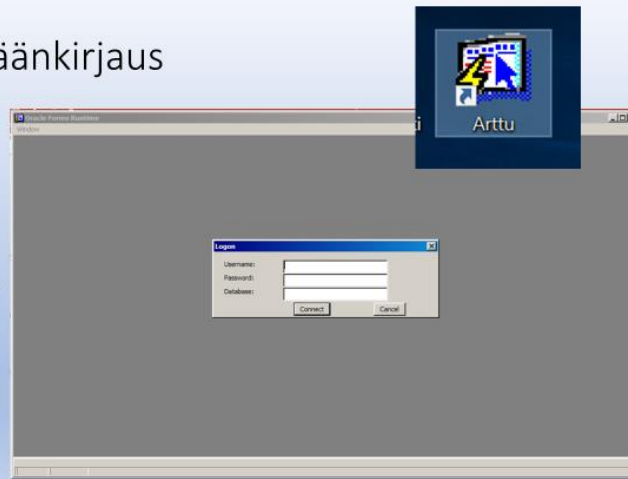 äänkirjaus
Arttu
Oracle Forms Runtime
Window
Logon
Username:
Password:
Database:
Connect
Cancel